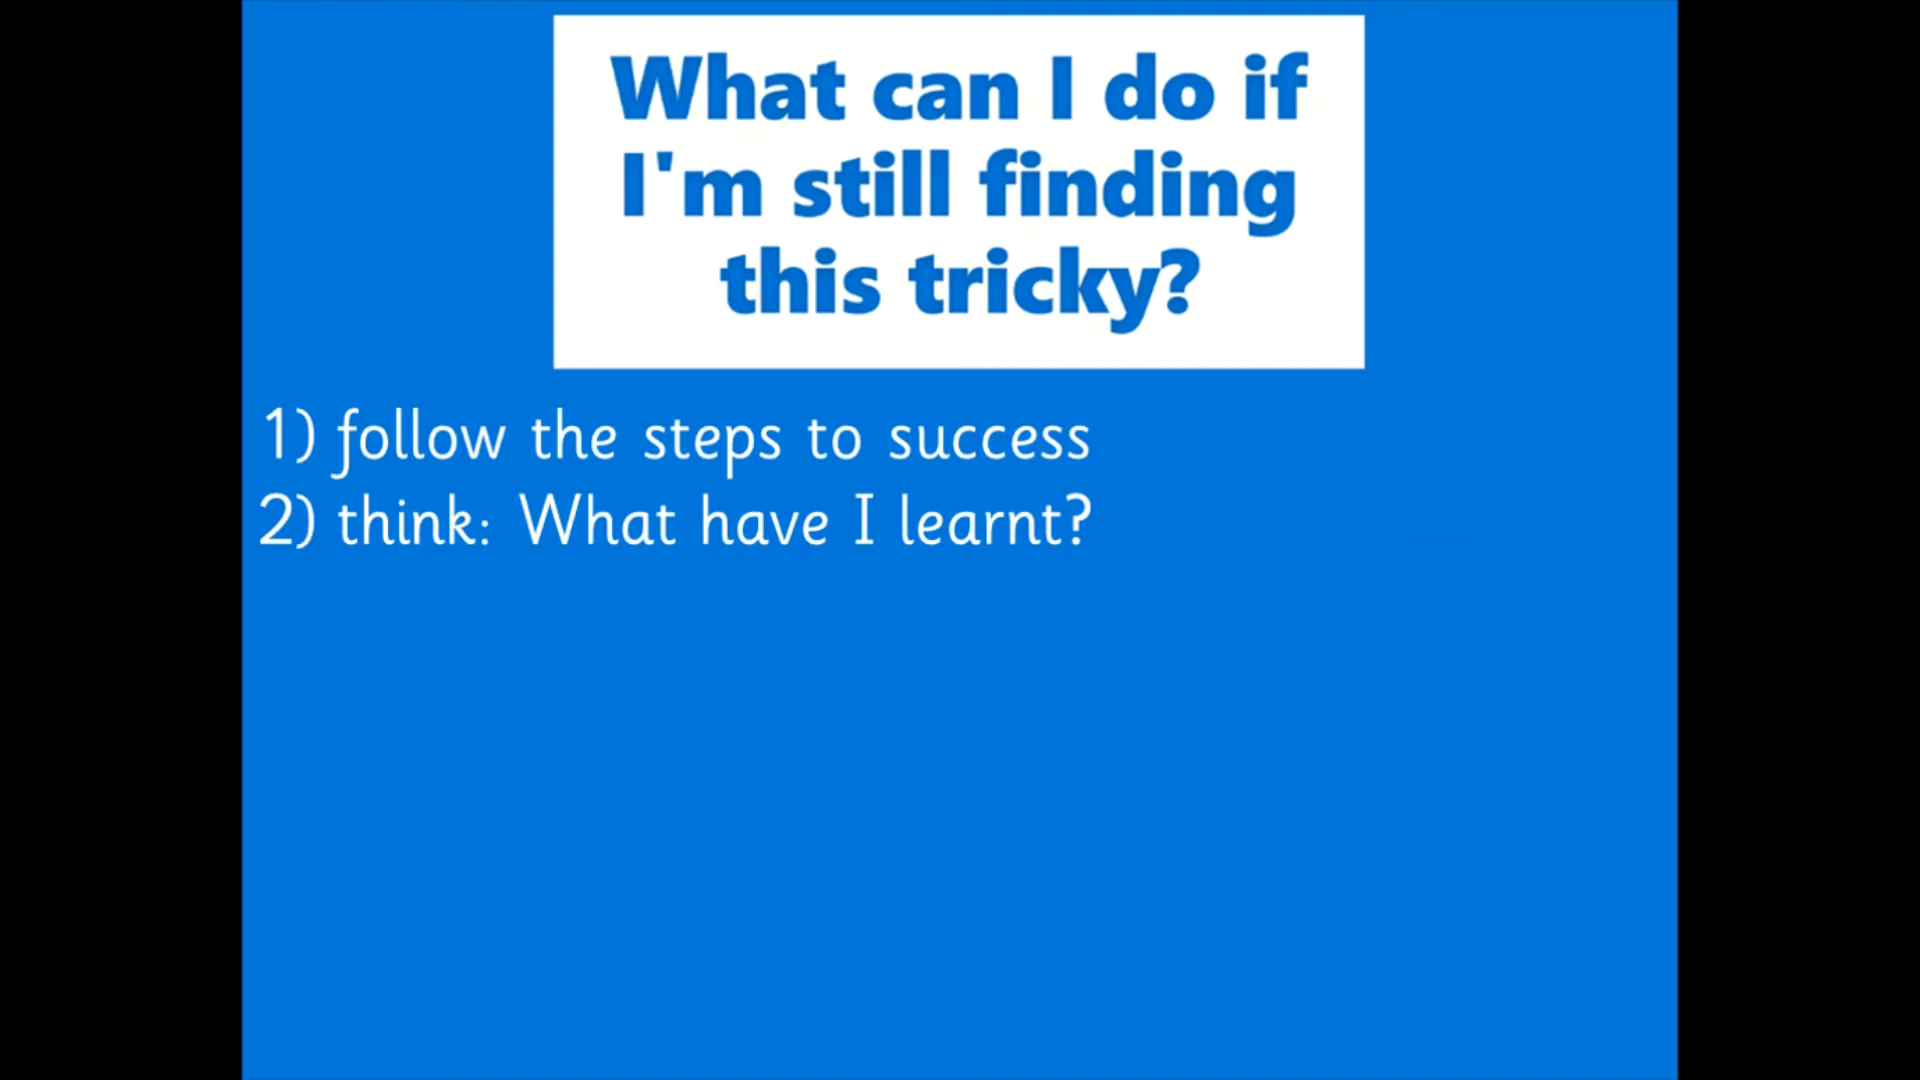 What can I do if
I'm still finding
this tricky?
1) follow the steps to success
2) think: What have I learnt?